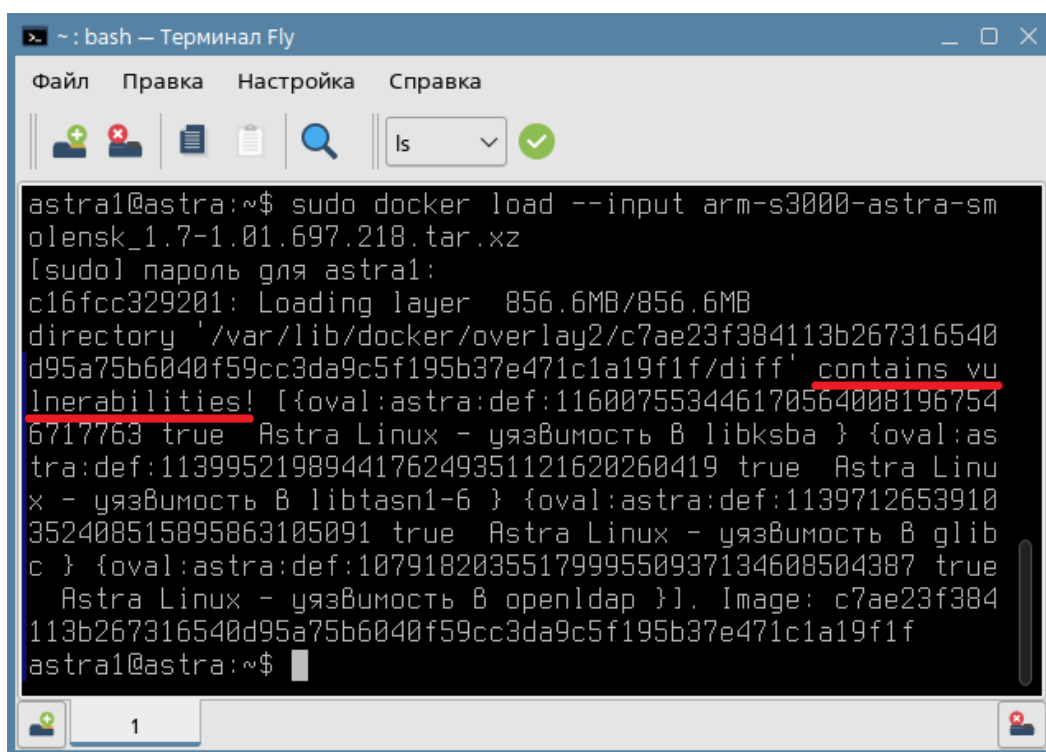 ~ : bash — Терминал Fly
Файл Правка Настройка Справка
ls
astra1@astra:~$ sudo docker load --input arm-s3000-astra-sm
olensk_1.7-1.01.697.218.tar.xz
[sudo] пароль для astra1:
c16fcc329201: Loading layer 856.6MB/856.6MB
directory '/var/lib/docker/overlay2/c7ae23f384113b267316540
d95a75b6040f59cc3da9c5f195b37e471c1a19f1f/diff' contains vu
lnerabilities! [{oval:astra:def:116007553446170564008196754
6717763 true  Astra Linux - уязвимость в libksba } {oval:as
tra:def:113995219894417624935111216202604​19 true  Astra Linu
x - уязвимость в libtasn1-6 } {oval:astra:def:1139712653910
35240851589586310509​1 true  Astra Linux - уязвимость в glib
c } {oval:astra:def:107918203551799955093713460850438​7 true
  Astra Linux - уязвимость в openldap }]. Image: c7ae23f384
113b267316540d95a75b6040f59cc3da9c5f195b37e471c1a19f1f
astra1@astra:~$
1